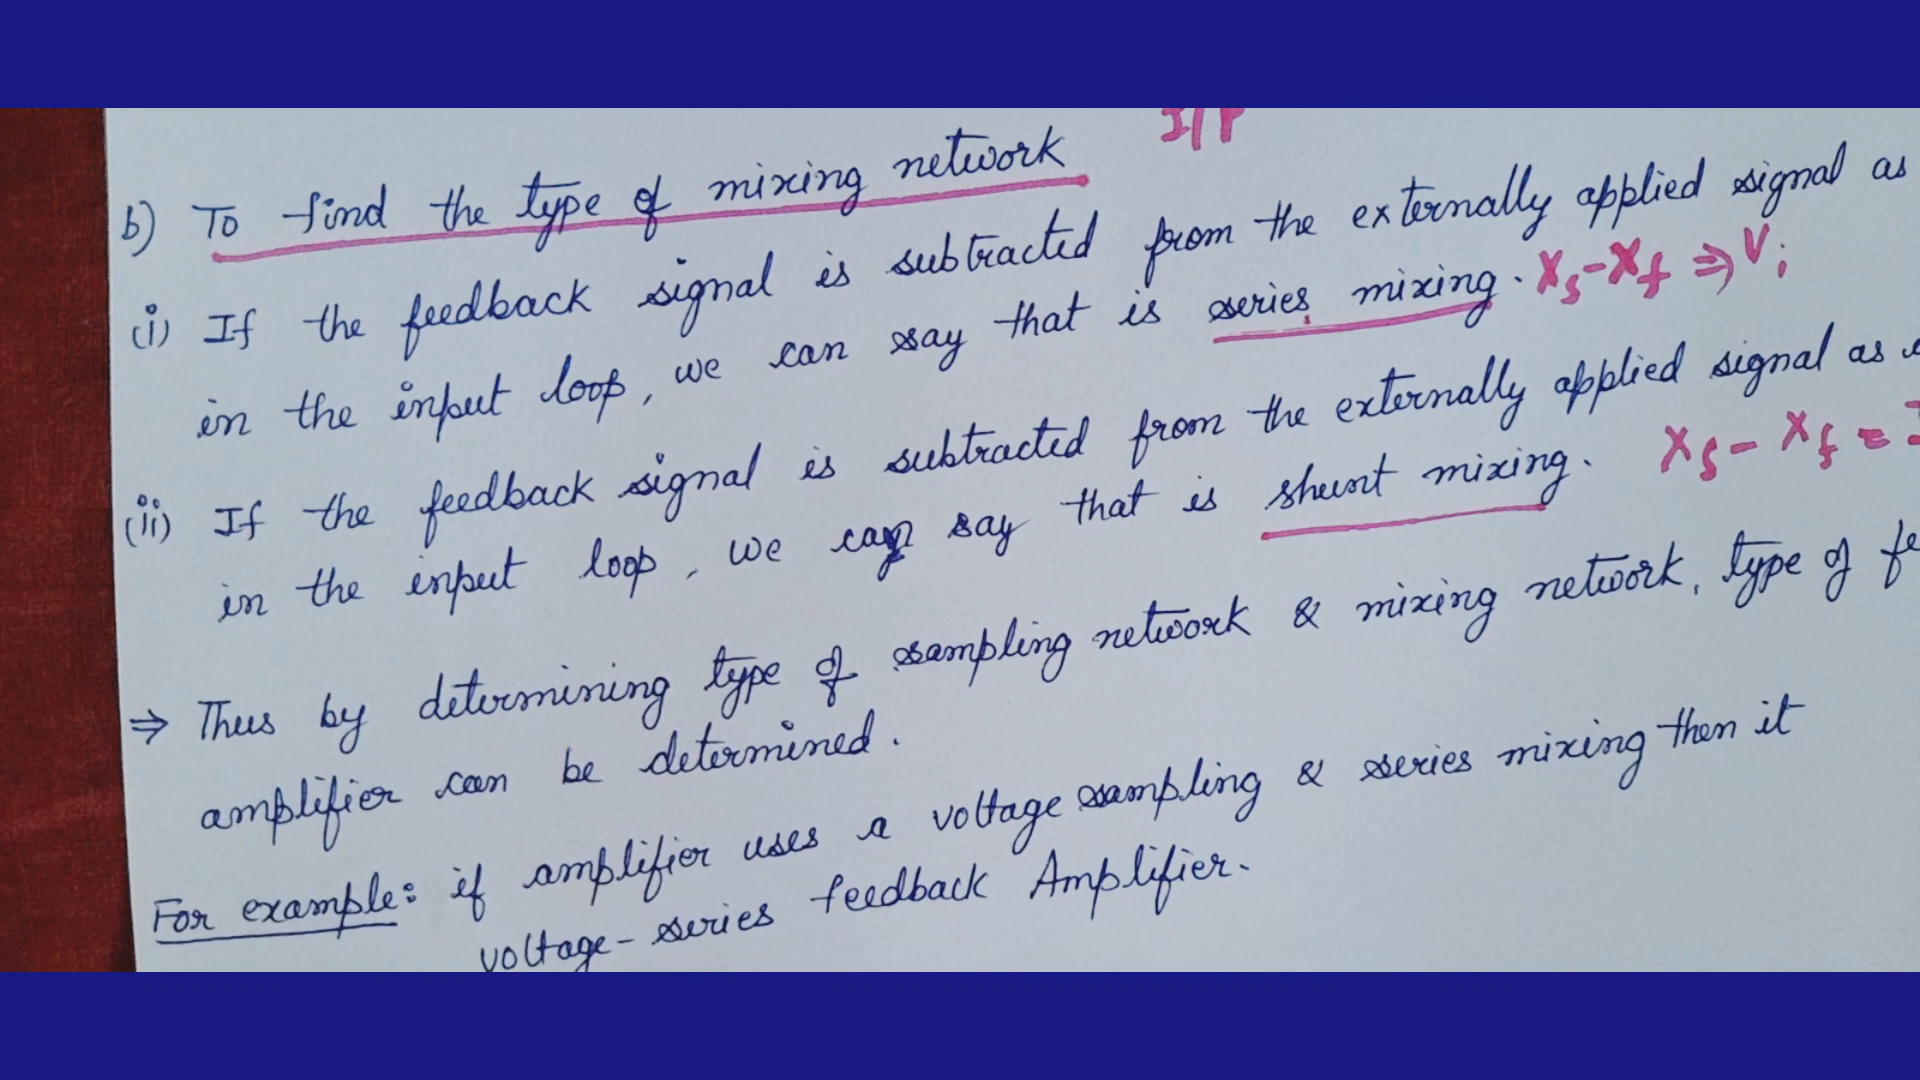 I/P
b) To find the type of mixing network
(i) If the feedback signal is subtracted from the externally applied signal as
in the input loop, we can say that is series mixing. Xs-Xf ⇒ Vi
(ii) If the feedback signal is subtracted from the externally applied signal as
in the input loop, we can say that is shunt mixing. Xs - Xf =
⇒ Thus by determining type of sampling network & mixing network, type of fe
amplifier can be determined.
For example: if amplifier uses a voltage sampling & series mixing then it
voltage-series feedback Amplifier.